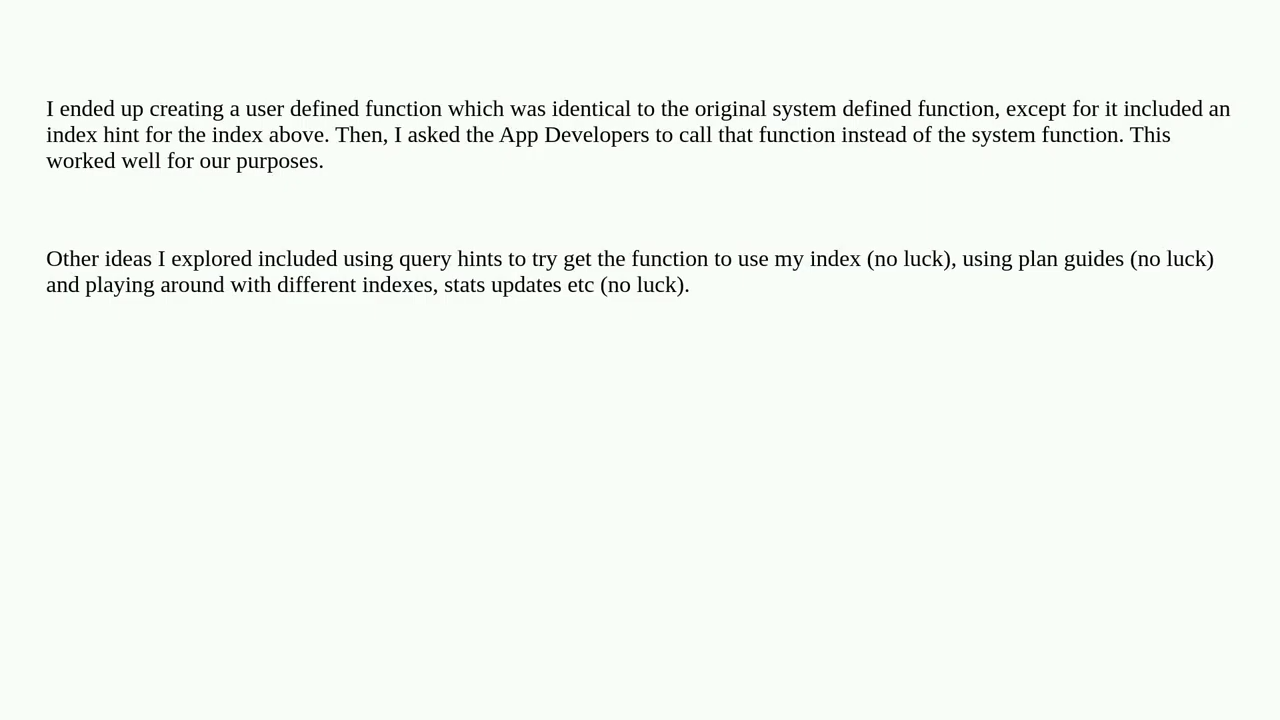 I ended up creating a user defined function which was identical to the original system defined function, except for it included an
index hint for the index above. Then, I asked the App Developers to call that function instead of the system function. This
worked well for our purposes.
Other ideas I explored included using query hints to try get the function to use my index (no luck), using plan guides (no luck)
and playing around with different indexes, stats updates etc (no luck).